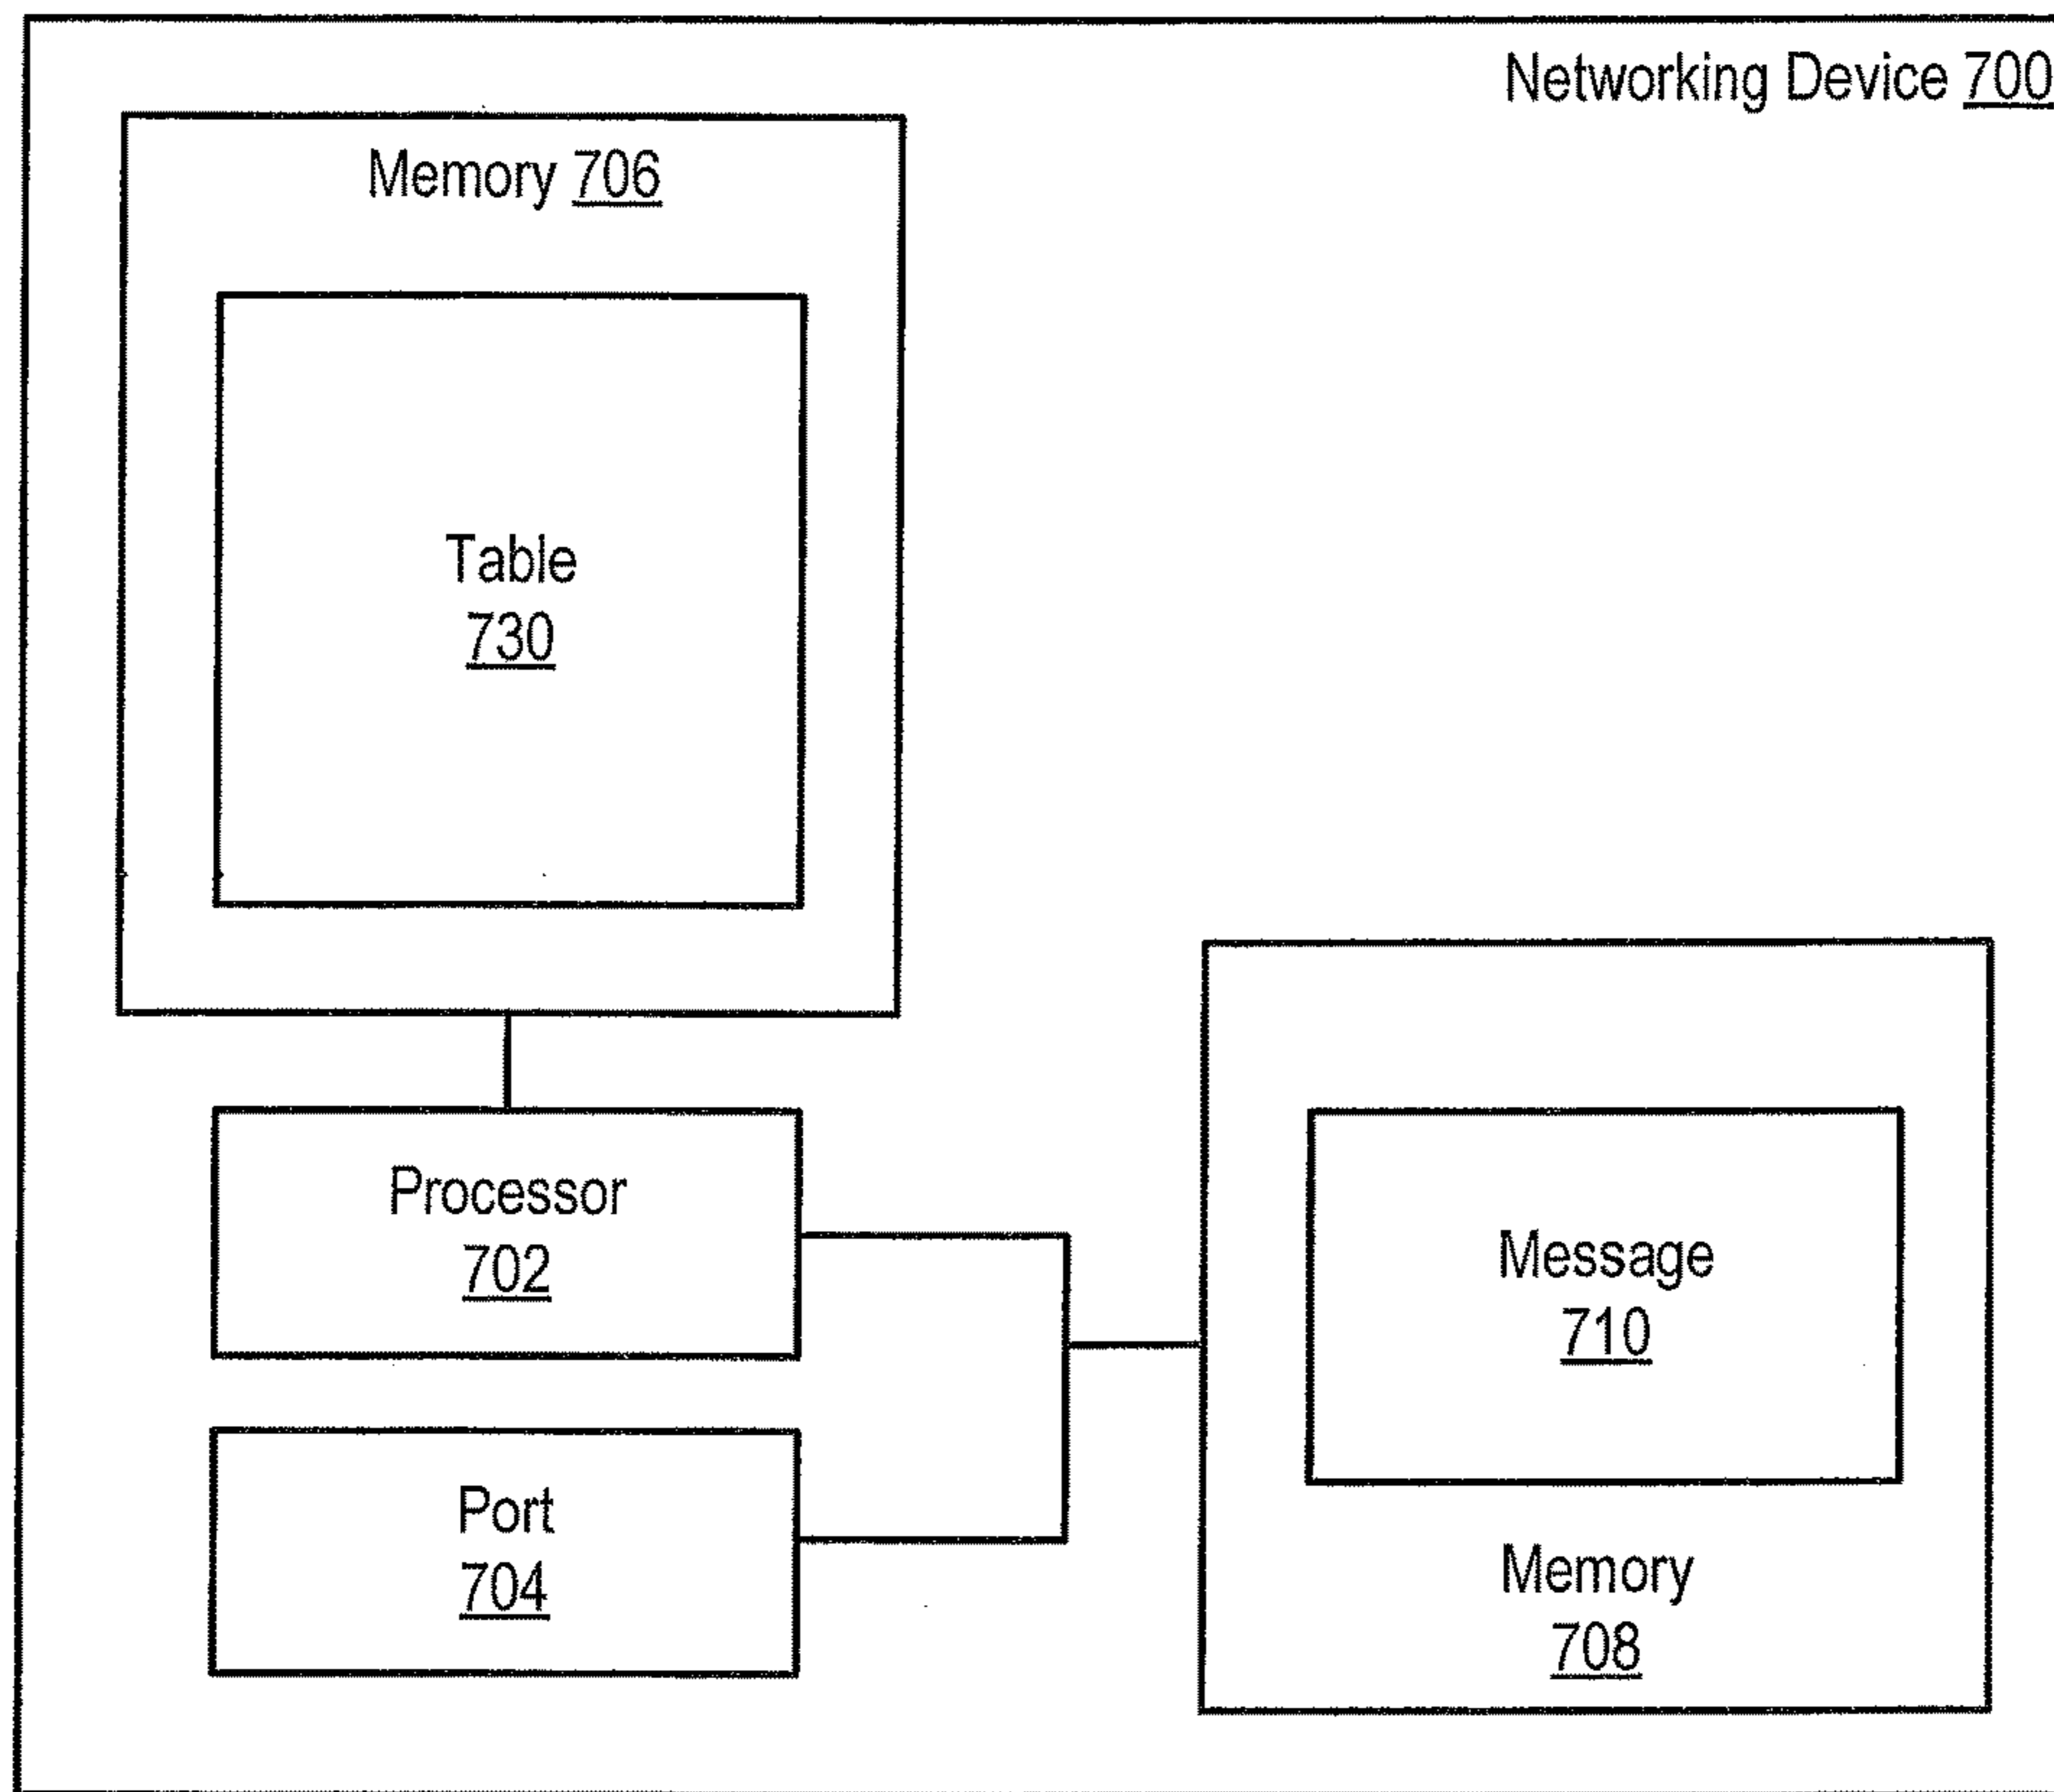 Networking Device 700
Memory 706
Table
730
Processor
702
Message
710
Port
704
Memory
708